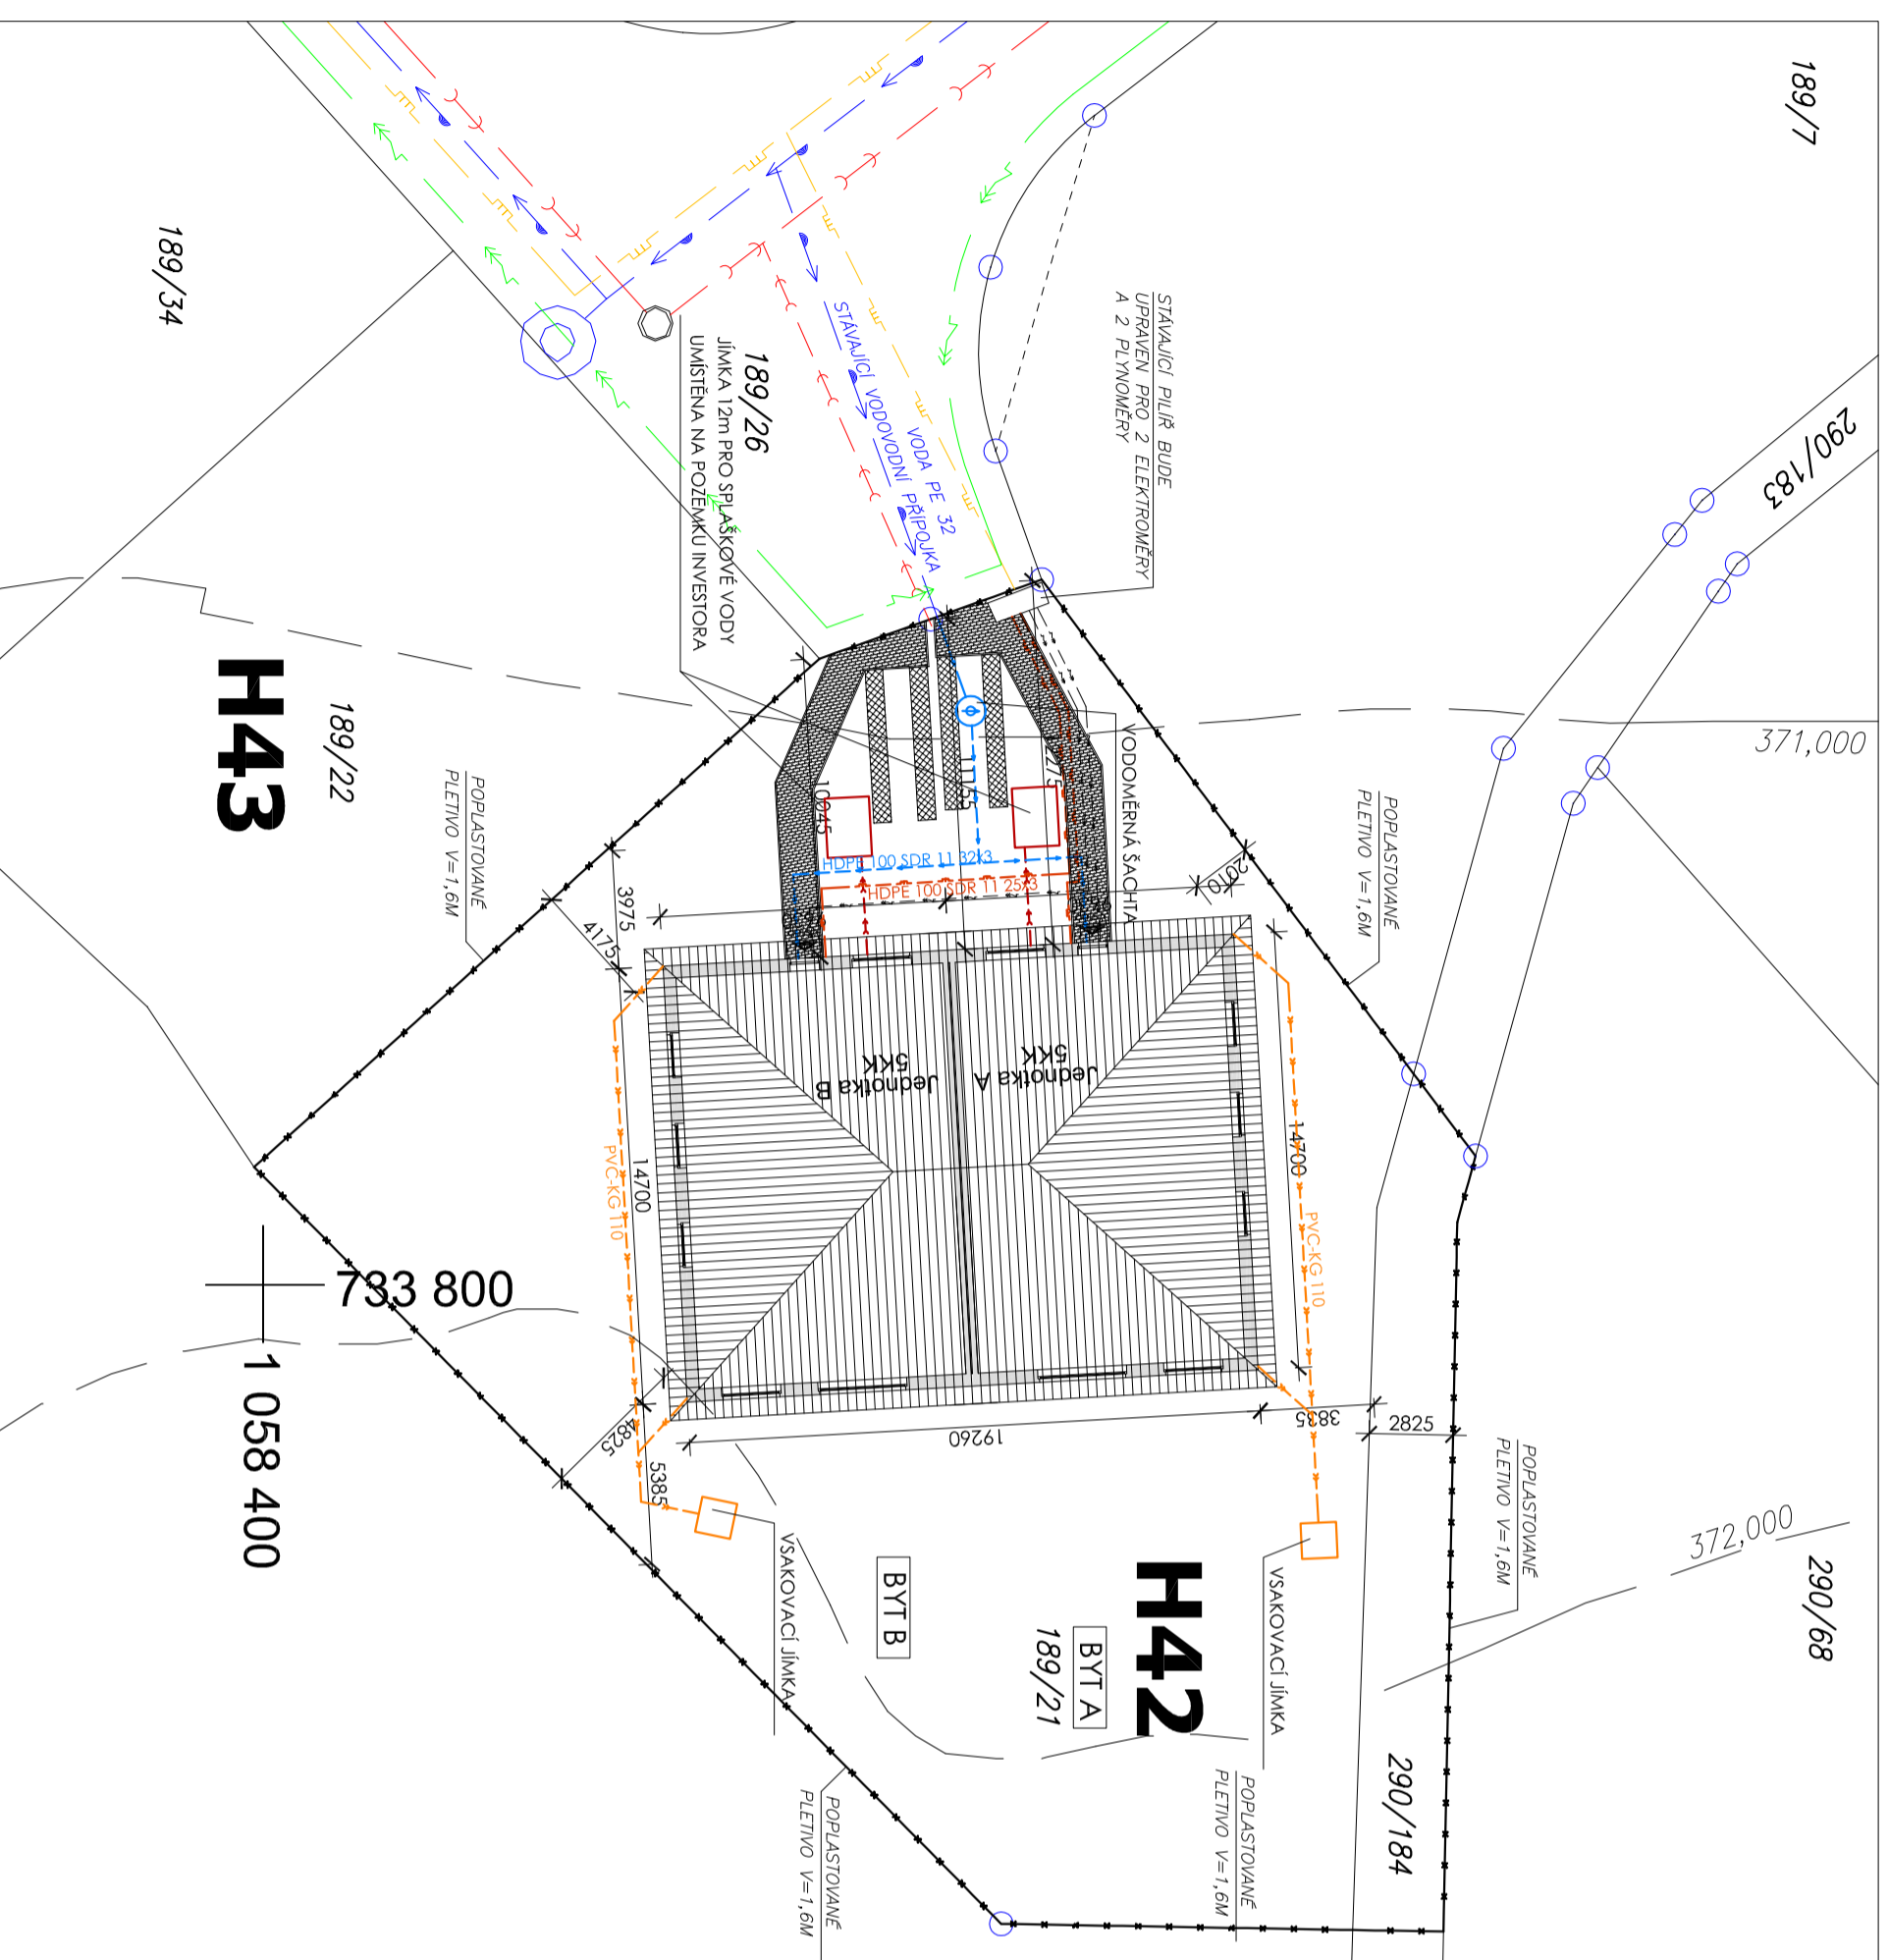 189/7
290/183
STÁVAJÍCÍ PILÍŘ BUDE
UPRAVEN PRO 2 ELEKTROMĚRY
A 2 PLYNOMĚRY
189/34
VODA PE 32
STÁVAJÍCÍ VODOVODNÍ PŘÍPOJKA
189/26
JÍMKA 12m PRO SPLAŠKOVÉ VODY
UMÍSTĚNA NA POZEMKU INVESTORA
371,000
H43
189/22
POPLASTOVANÉ
PLETIVO V=1,6M
VODOMĚRNÁ ŠACHTA
POPLASTOVANÉ
PLETIVO V=1,6M
11155
10045
HDPE 100 SDR 11 32x3
HDPE 100 SDR 11 25x3
2010
3975
4175
Jednotka A
5KK
Jednotka B
5KK
14700
14700
PVC-KG 110
PVC-KG 110
733 800
1 058 400
4825
5385
19260
3835
2825
POPLASTOVANÉ
PLETIVO V=1,6M
372,000
290/68
VSAKOVACÍ JÍMKA
VSAKOVACÍ JÍMKA
BYT B
BYT A
189/21
H42
290/184
POPLASTOVANÉ
PLETIVO V=1,6M
POPLASTOVANÉ
PLETIVO V=1,6M